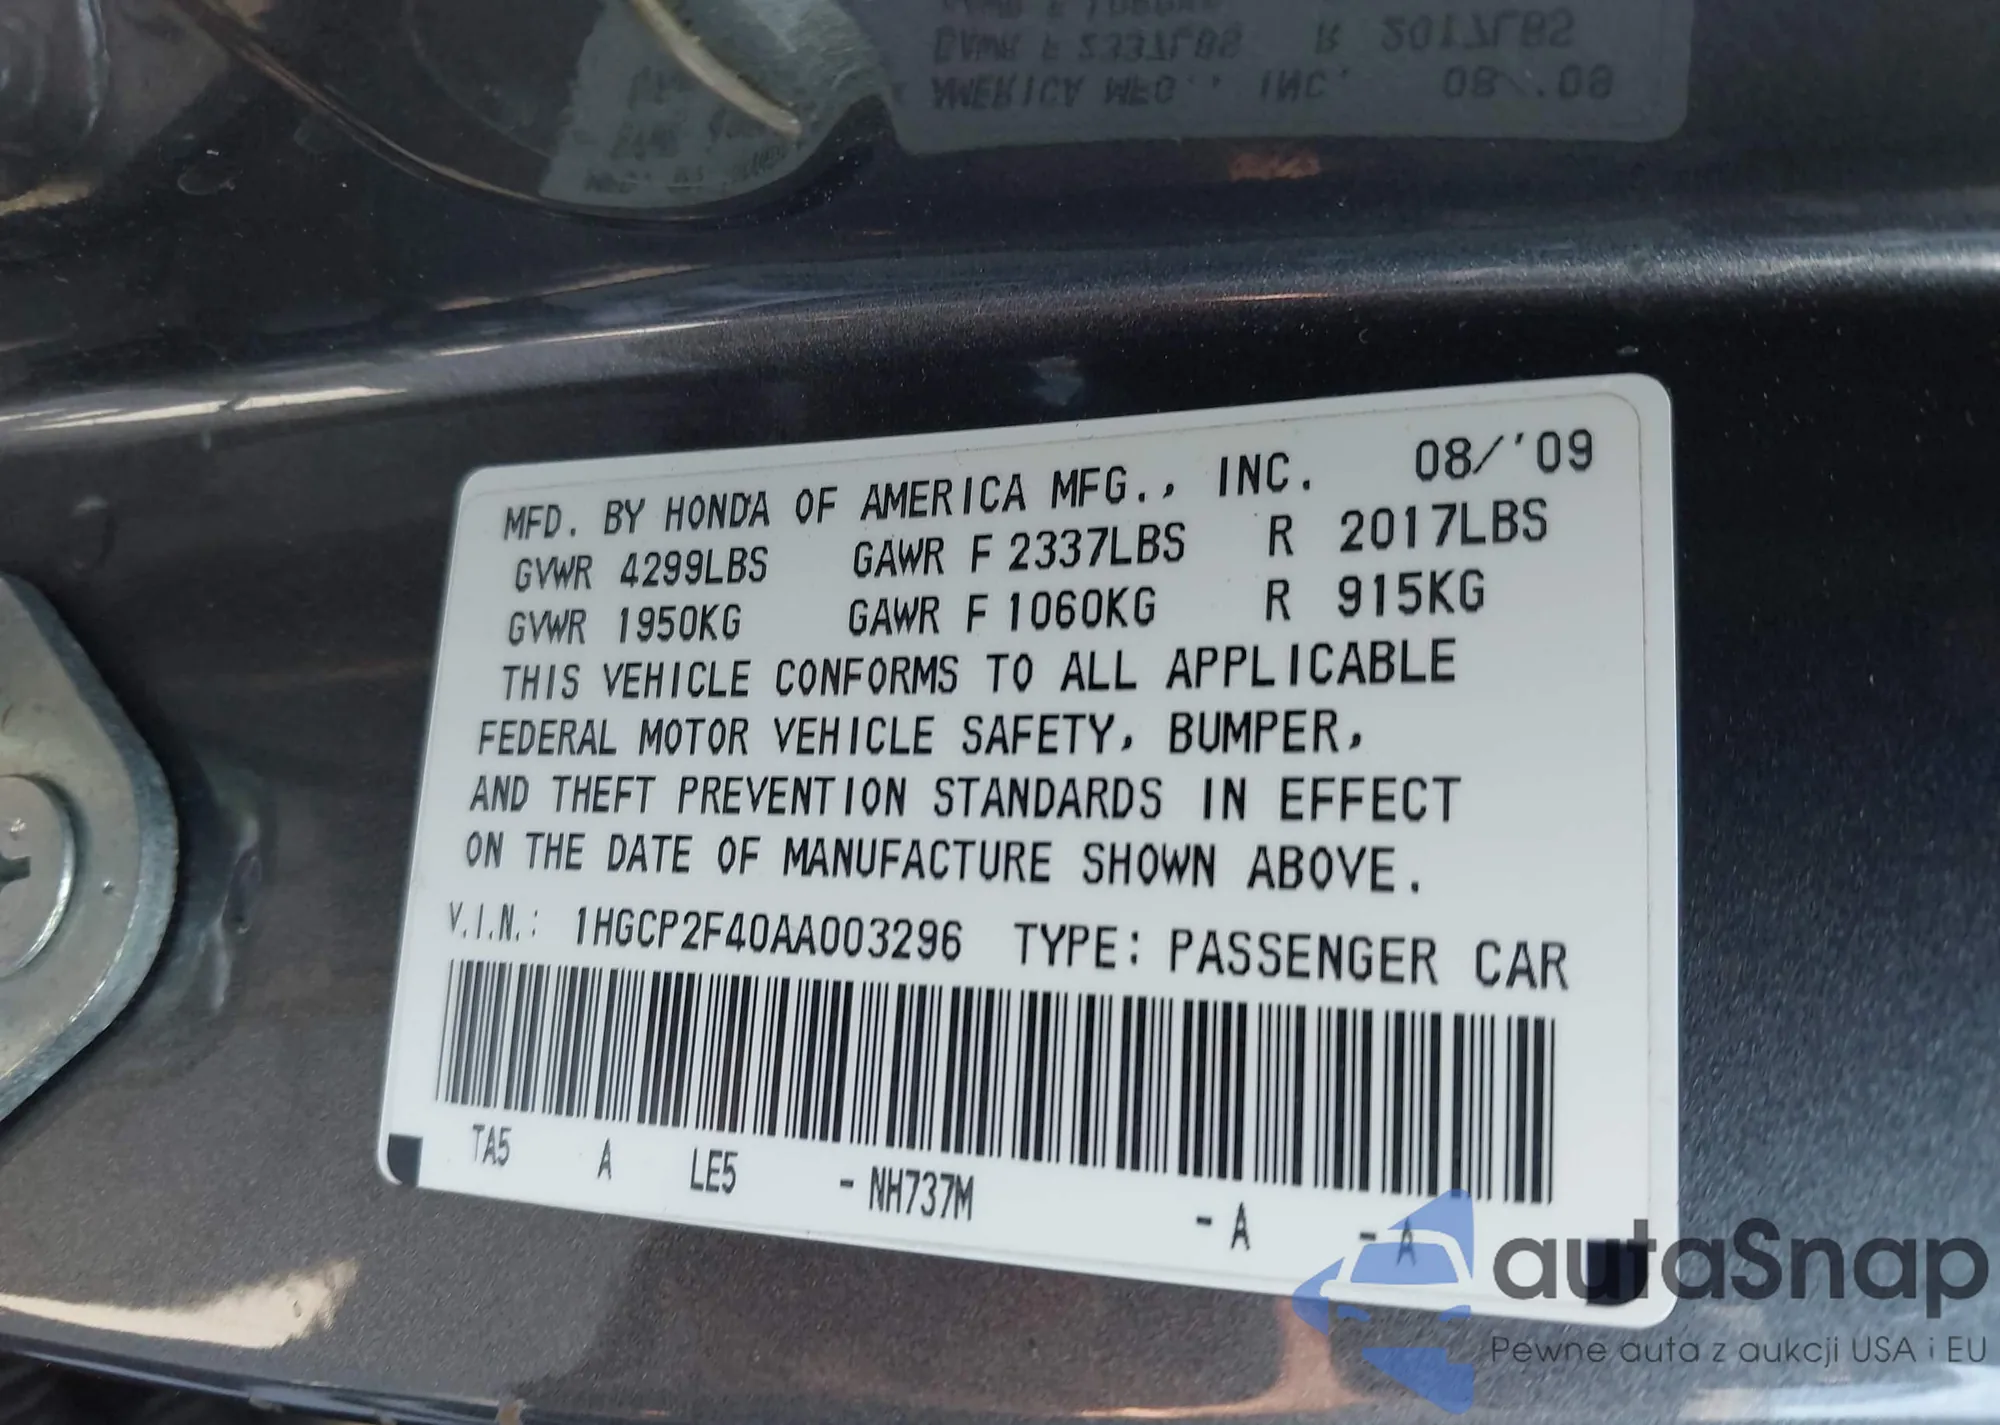 MFD. BY HONDA OF AMERICA MFG., INC. 08/'09
GVWR 4299LBS GAWR F 2337LBS R 2017LBS
GVWR 1950KG GAWR F 1060KG R 915KG
THIS VEHICLE CONFORMS TO ALL APPLICABLE
FEDERAL MOTOR VEHICLE SAFETY, BUMPER,
AND THEFT PREVENTION STANDARDS IN EFFECT
ON THE DATE OF MANUFACTURE SHOWN ABOVE.
V.I.N.: 1HGCP2F40AA003296 TYPE: PASSENGER CAR
TA5 A LE5 - NH737M - A - A
autaSnap
Pewne auta z aukcji USA i EU